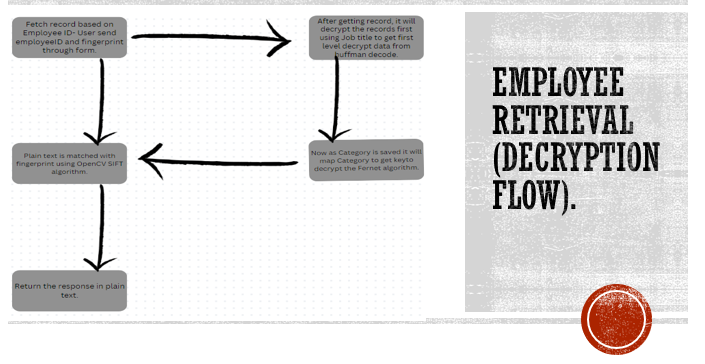 Fetch record based on
Employee ID- User send
employeeID and fingerprint
through form.
After getting record, it will
decrypt the records first
using Job title to get first
level decrypt data from
huffman decode.
Plain text is matched with
fingerprint using OpenCV SIFT
algorithm.
Now as Category is saved it will
map Category to get keyto
decrypt the Fernet algorithm.
Return the response in plain
text.
EMPLOYEE
RETRIEVAL
(DECRYPTION
FLOW).